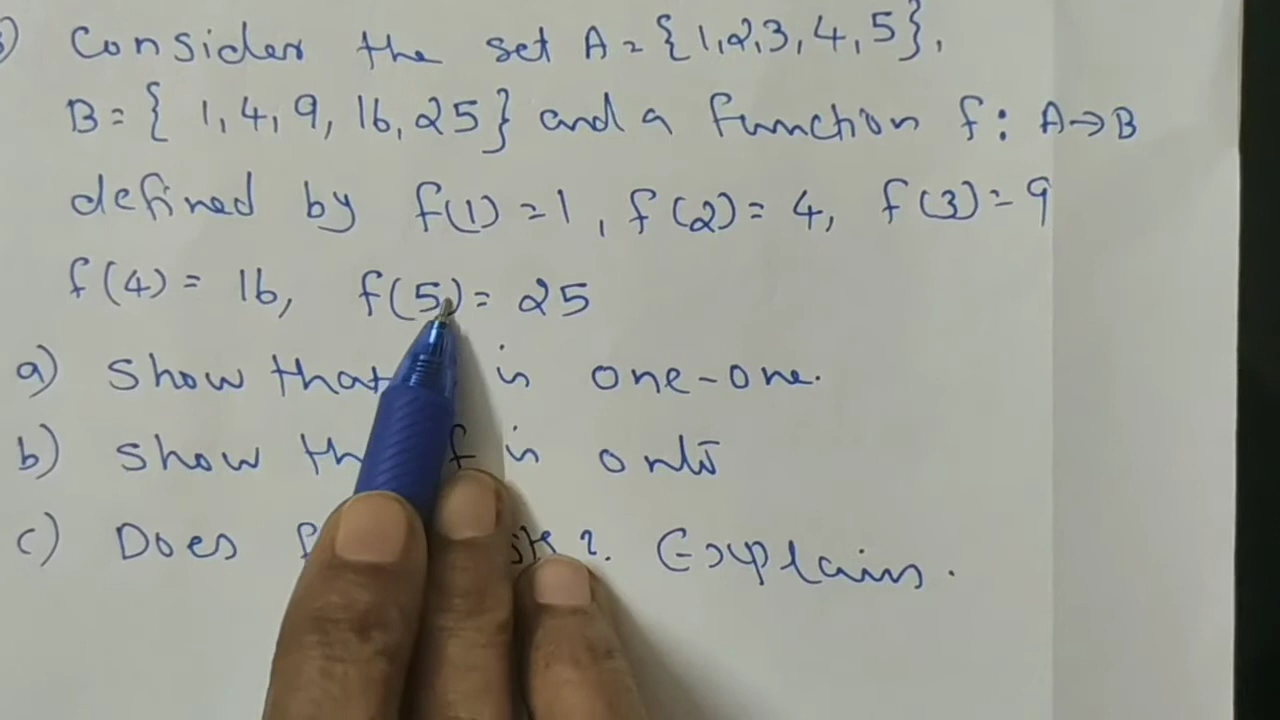 Consider the set A = {1,2,3,4,5},
B = { 1,4,9,16,25} and a function f: A→B
defined by f(1)=1, f(2)=4, f(3)=9
f(4)= 16, f(5)= 25
a) Show that is one-one.
b) Show f is onto
c) Does Explain.